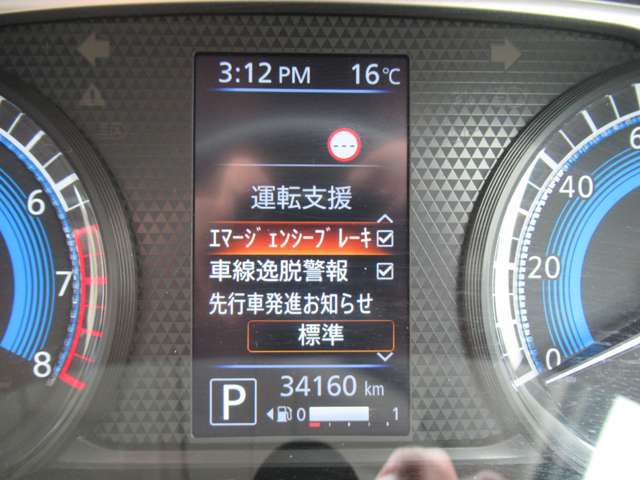 3:12 PM 16℃
---
運転支援
エマージェンシーブレーキ
車線逸脱警報
先行車発進お知らせ
標準
P 34160 km
0 1
6
7
8
6
40
20
0